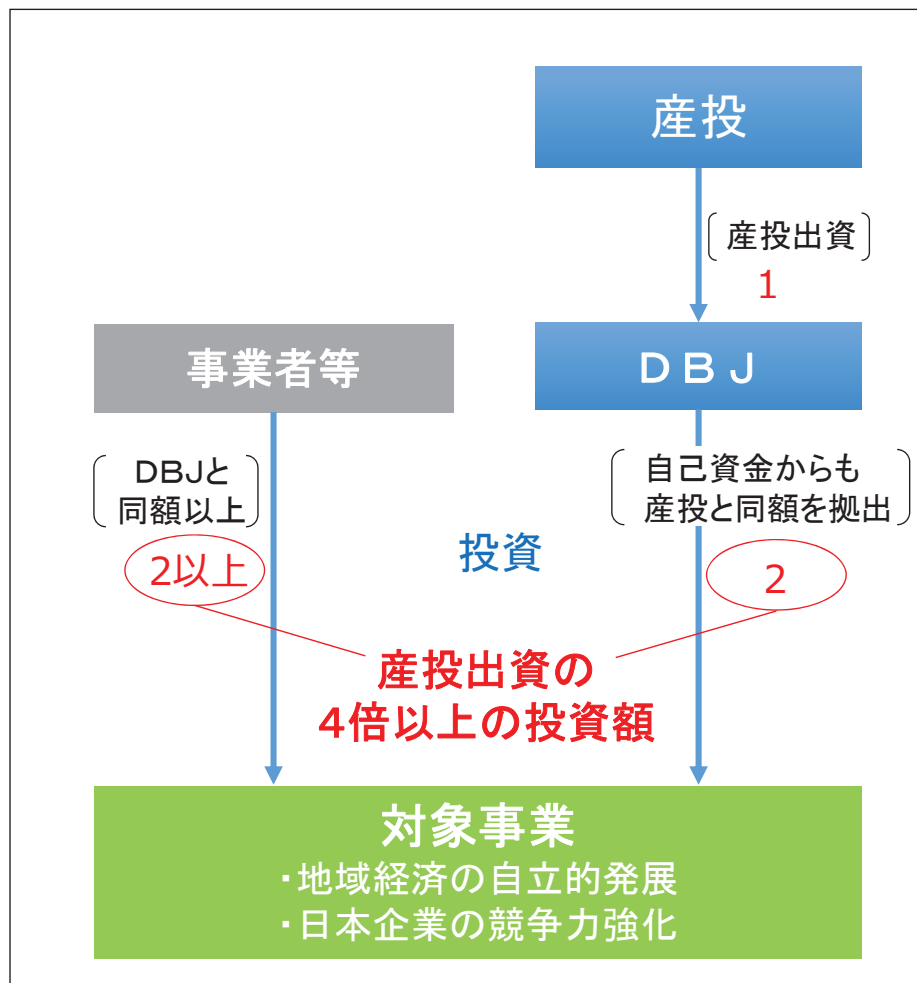 産投
産投出資
1
事業者等
ＤＢＪ
DBJと
同額以上
自己資金からも
産投と同額を拠出
投資
2以上
2
産投出資の
4倍以上の投資額
対象事業
・地域経済の自立的発展
・日本企業の競争力強化